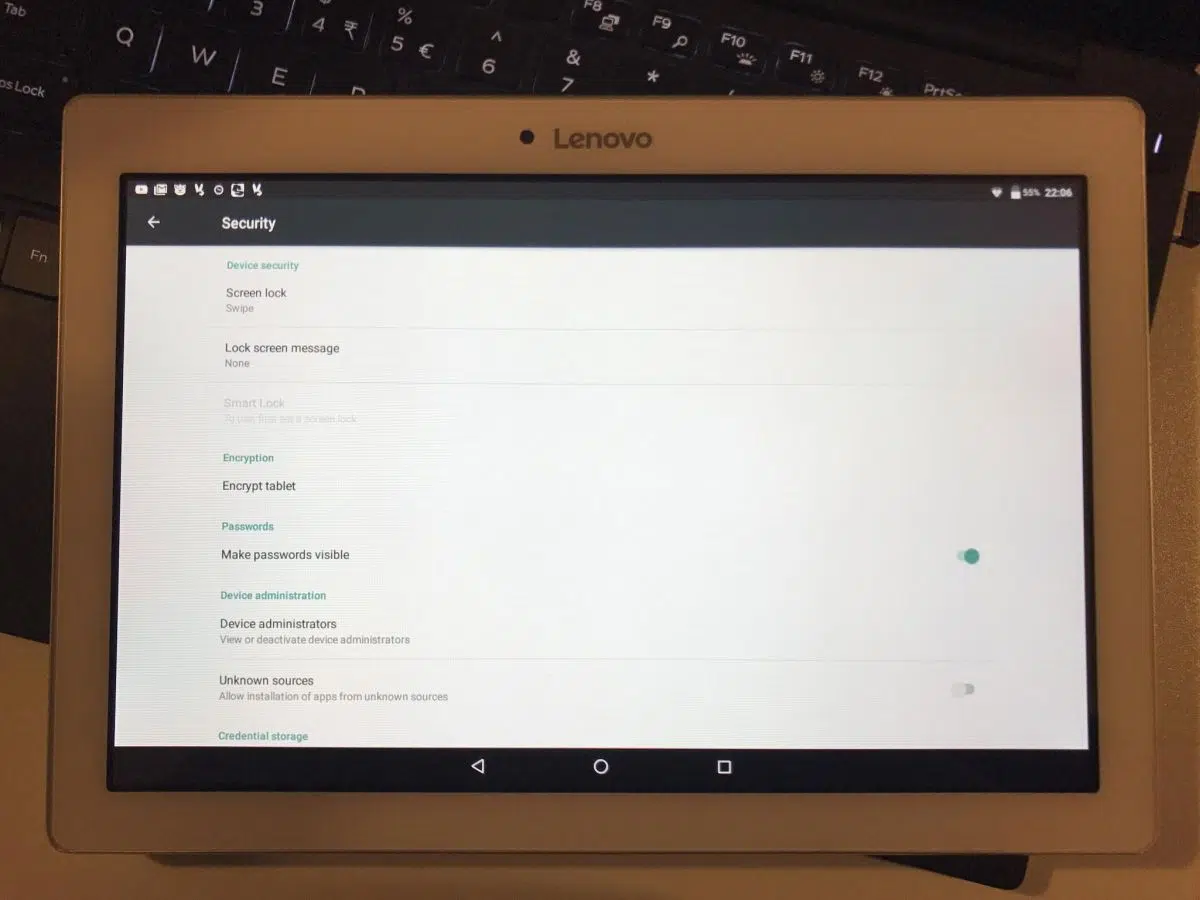 Tab
3
4 ₹
% 5 €
^ 6
& 7
*
F8
F9
F10
F11
F12
Q
W
E
Lock
Fn
Lenovo
55% 22:06
Security
Device security
Screen lock
Swipe
Lock screen message
None
Smart Lock
To use, first set a screen lock
Encryption
Encrypt tablet
Passwords
Make passwords visible
Device administration
Device administrators
View or deactivate device administrators
Unknown sources
Allow installation of apps from unknown sources
Credential storage